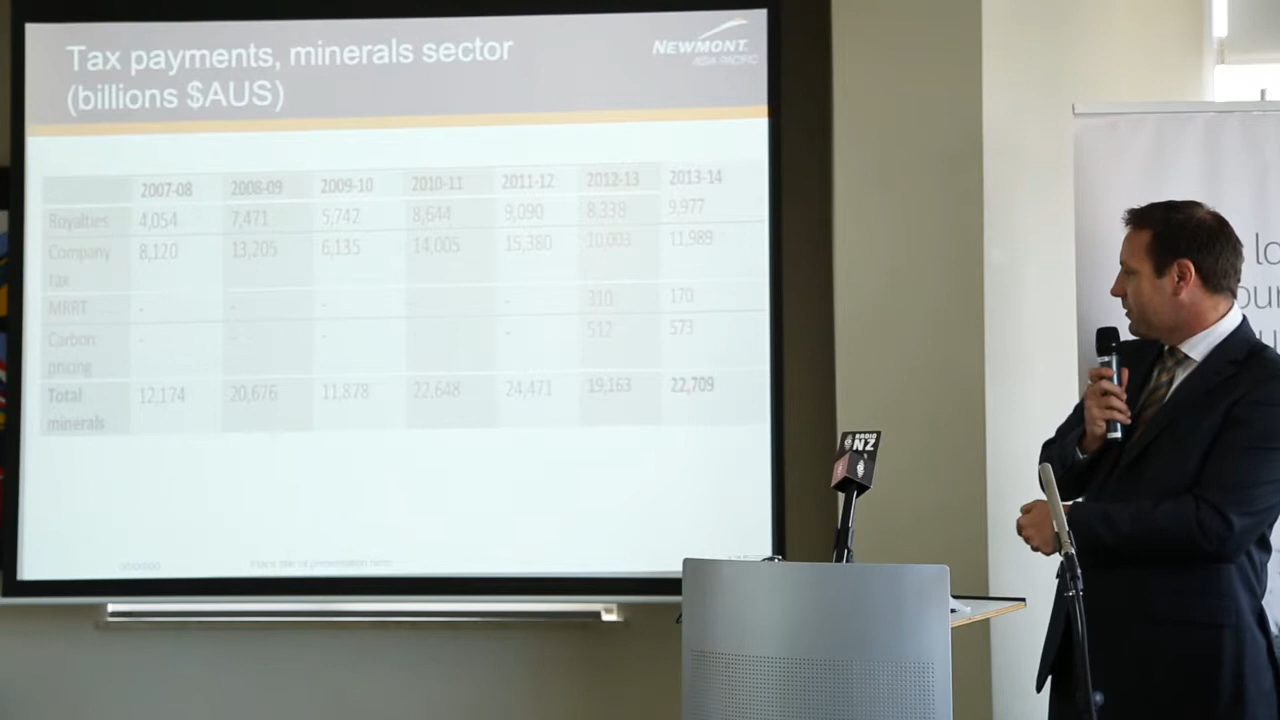 Tax payments, minerals sector
(billions $AUS)
NEWMONT
ASIA PACIFIC
2007-08 2008-09 2009-10 2010-11 2011-12 2012-13 2013-14
Royalties 4,054 7,471 5,742 8,644 9,090 8,338 9,977
Company 8,120 13,205 6,135 14,005 15,380 10,003 11,989
tax
MRRT - - - - - 310 170
Carbon - - - - - 512 573
pricing
Total 12,174 20,676 11,878 22,648 24,471 19,163 22,709
minerals
RADIO
NZ
lo
our